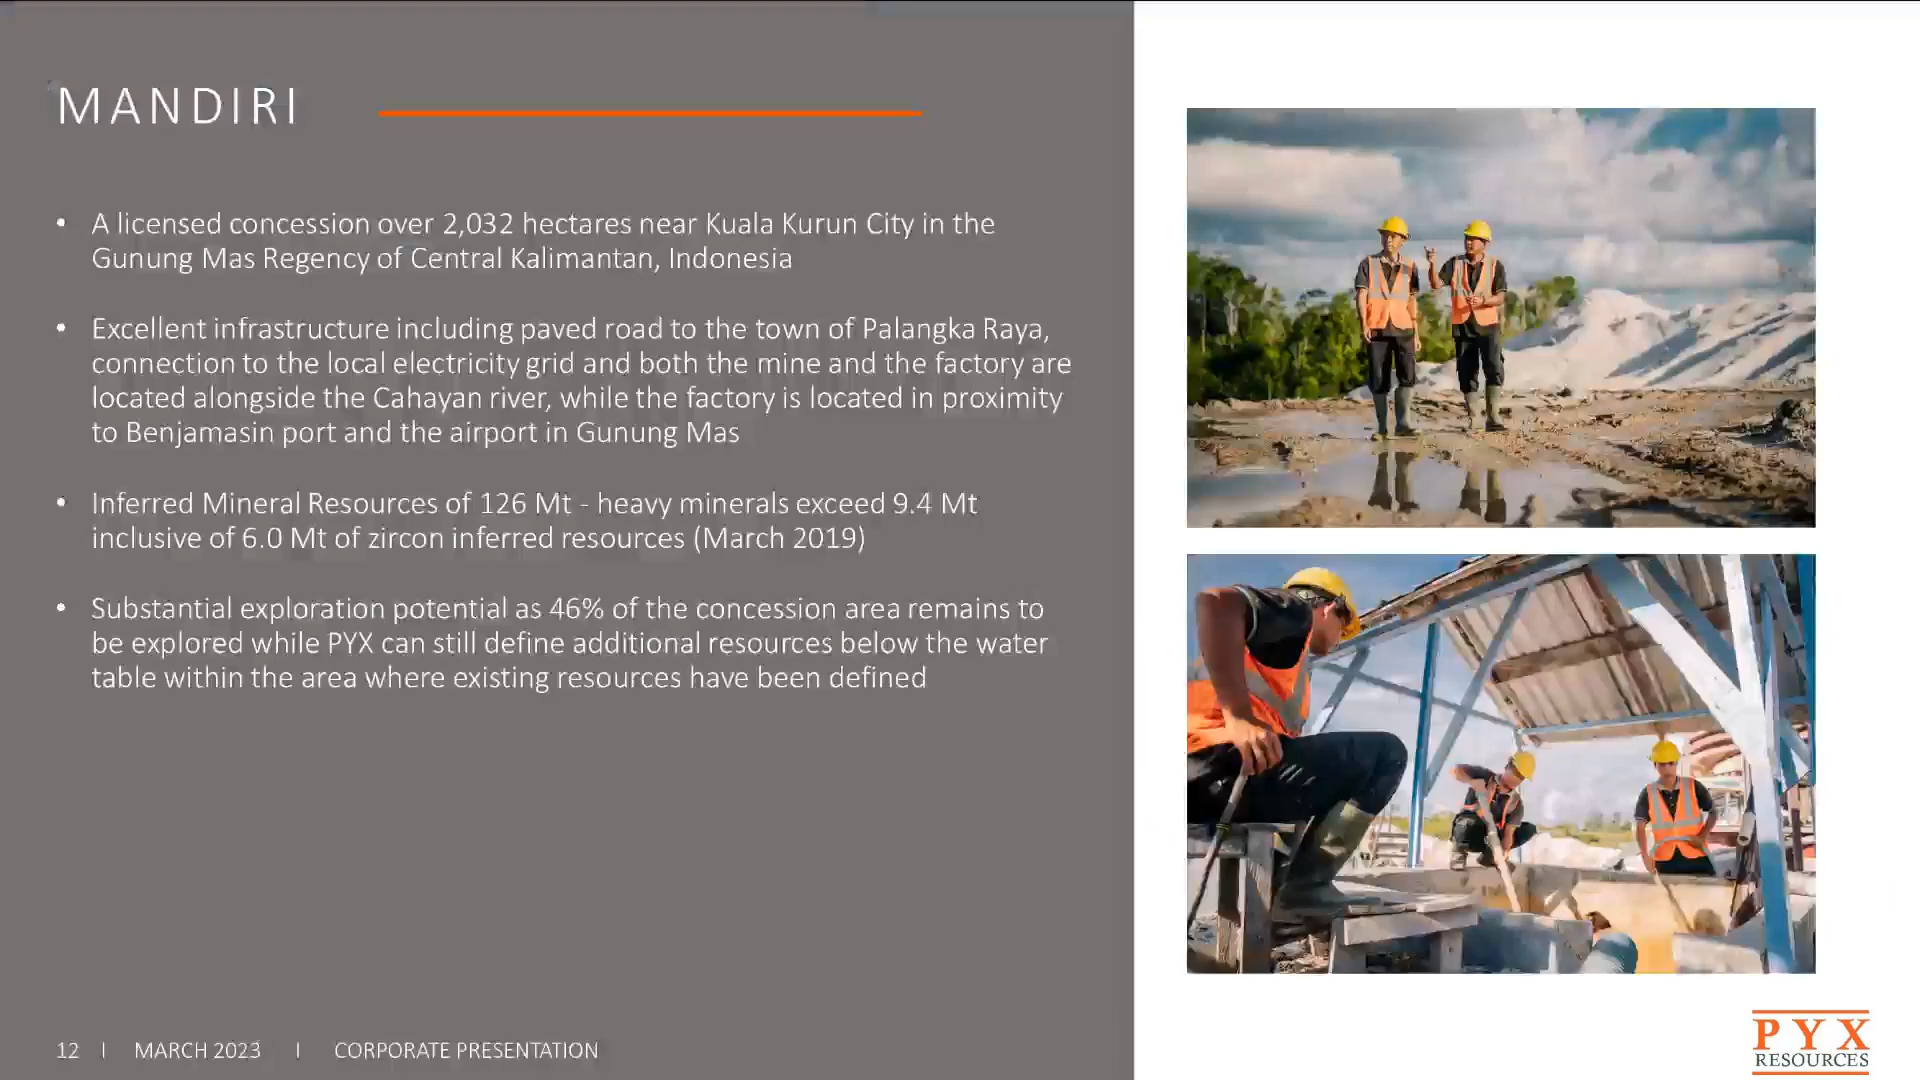 MANDIRI
• A licensed concession over 2,032 hectares near Kuala Kurun City in the
Gunung Mas Regency of Central Kalimantan, Indonesia
• Excellent infrastructure including paved road to the town of Palangka Raya,
connection to the local electricity grid and both the mine and the factory are
located alongside the Cahayan river, while the factory is located in proximity
to Benjamasin port and the airport in Gunung Mas
• Inferred Mineral Resources of 126 Mt - heavy minerals exceed 9.4 Mt
inclusive of 6.0 Mt of zircon inferred resources (March 2019)
• Substantial exploration potential as 46% of the concession area remains to
be explored while PYX can still define additional resources below the water
table within the area where existing resources have been defined
12 | MARCH 2023 | CORPORATE PRESENTATION
PYX
RESOURCES